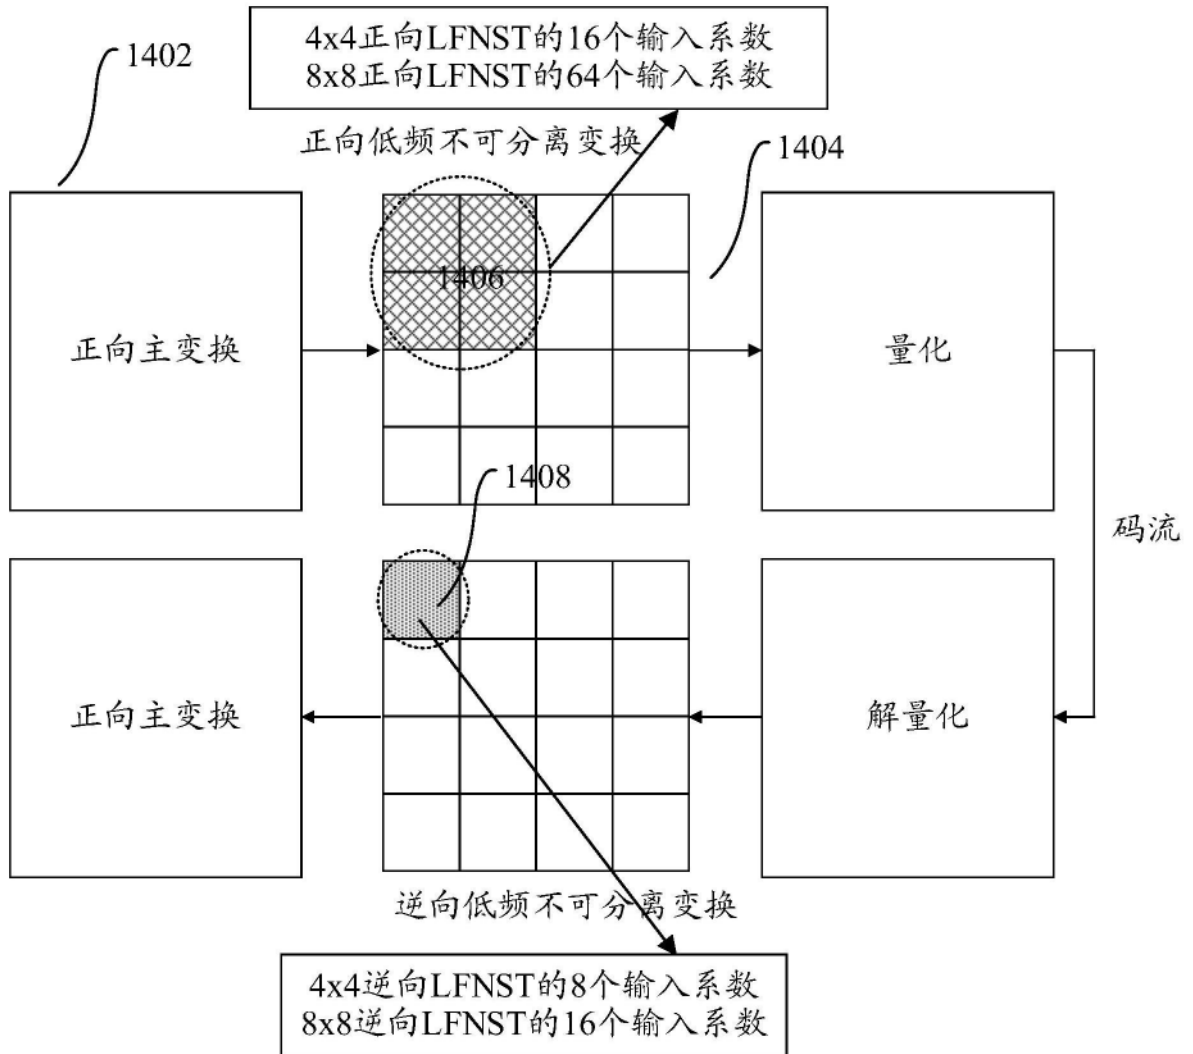 4x4正向LFNST的16个输入系数
8x8正向LFNST的64个输入系数
1402
正向低频不可分离变换
1404
正向主变换
1406
量化
1408
码流
正向主变换
解量化
逆向低频不可分离变换
4x4逆向LFNST的8个输入系数
8x8逆向LFNST的16个输入系数